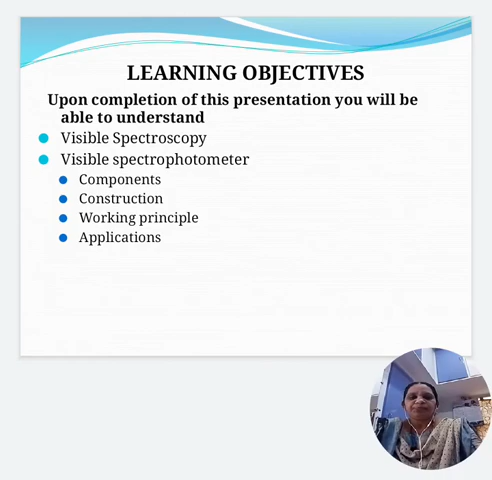 LEARNING OBJECTIVES
Upon completion of this presentation you will be
able to understand
Visible Spectroscopy
Visible spectrophotometer
Components
Construction
Working principle
Applications